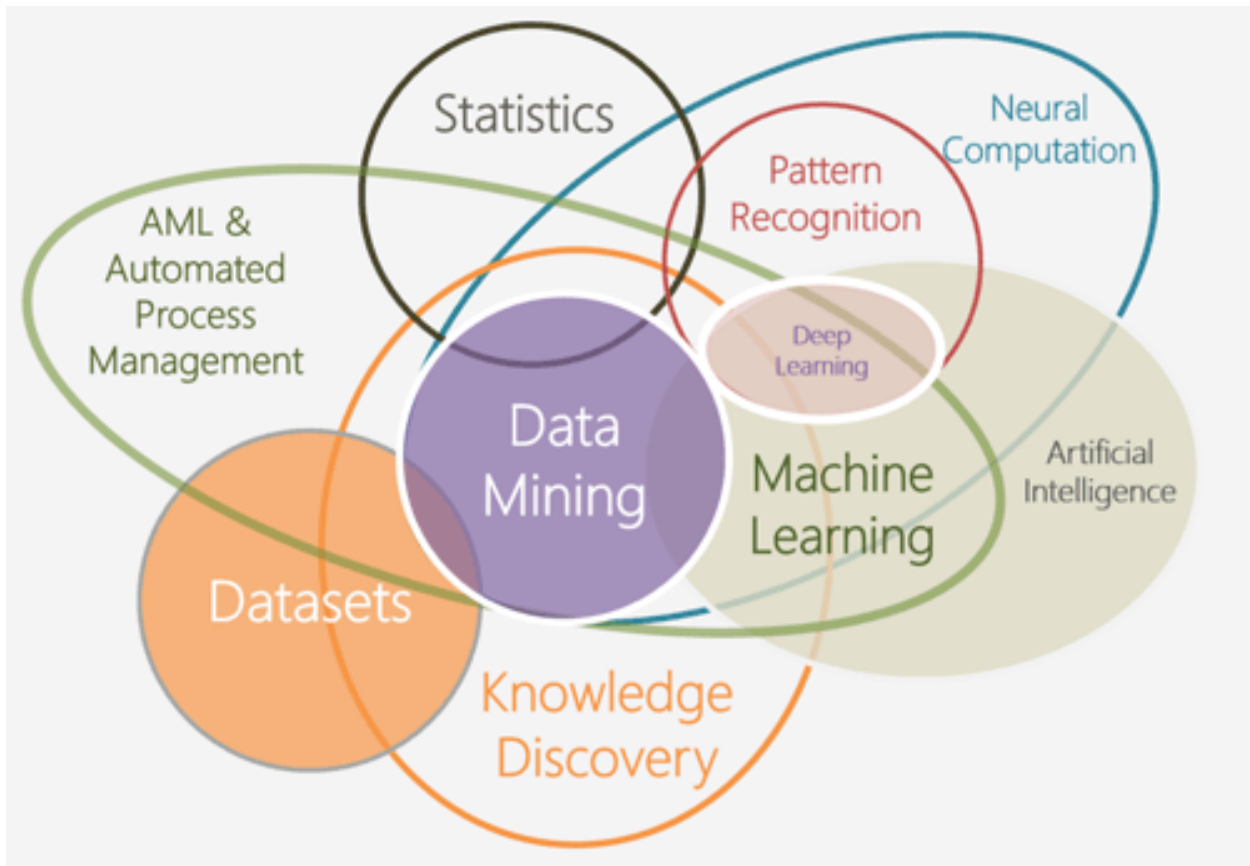 Statistics
Neural
Computation
Pattern
Recognition
AML &
Automated
Process
Management
Deep
Learning
Data
Mining
Machine
Learning
Artificial
Intelligence
Datasets
Knowledge
Discovery